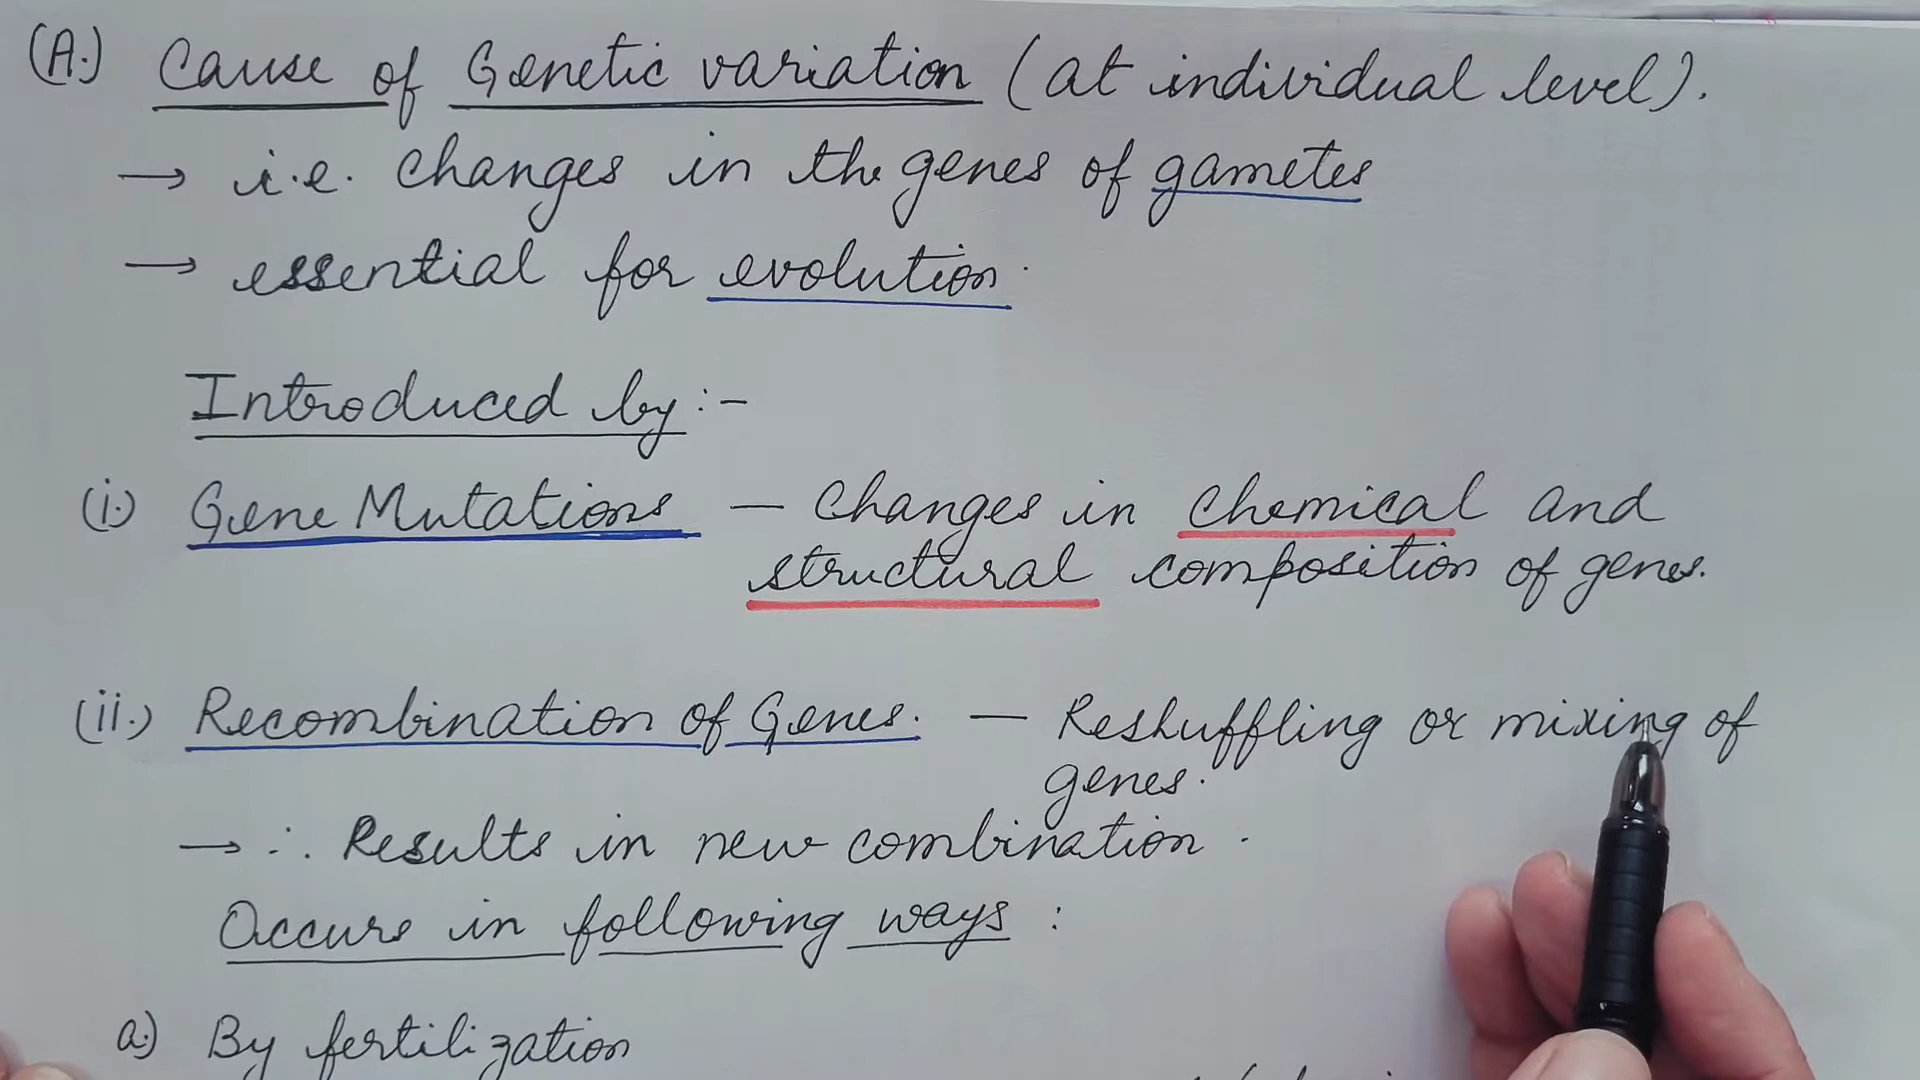 (A.) Cause of Genetic variation (at individual level).
→ i.e. changes in the genes of gametes
→ essential for evolution.
Introduced by :-
(i.) Gene Mutations — Changes in chemical and
structural composition of genes.
(ii.) Recombination of Genes. — Reshuffling or mixing of
genes.
→ ∴ Results in new combination.
Occurs in following ways :
a.) By fertilization